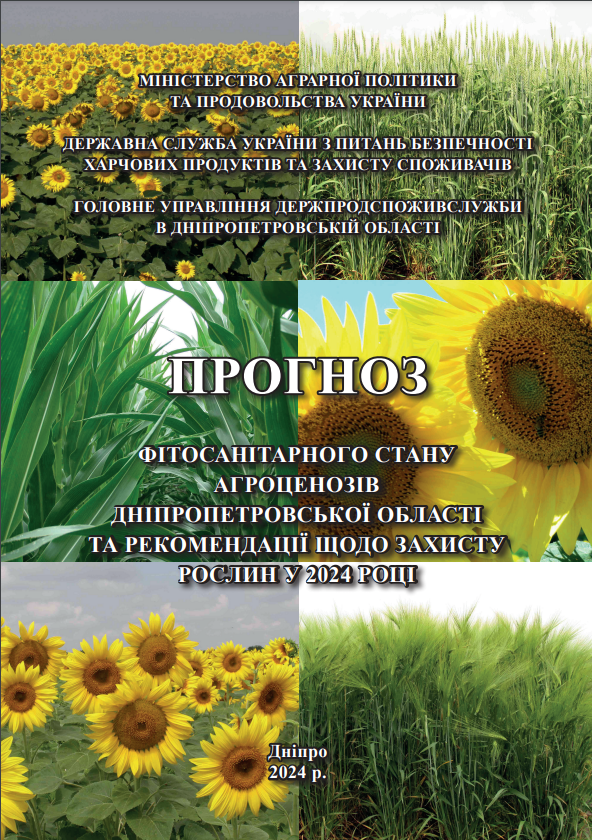 МІНІСТЕРСТВО АГРАРНОЇ ПОЛІТИКИ
ТА ПРОДОВОЛЬСТВА УКРАЇНИ
ДЕРЖАВНА СЛУЖБА УКРАЇНИ З ПИТАНЬ БЕЗПЕЧНОСТІ
ХАРЧОВИХ ПРОДУКТІВ ТА ЗАХИСТУ СПОЖИВАЧІВ
ГОЛОВНЕ УПРАВЛІННЯ ДЕРЖПРОДСПОЖИВСЛУЖБИ
В ДНІПРОПЕТРОВСЬКІЙ ОБЛАСТІ
ПРОГНОЗ
ФІТОСАНІТАРНОГО СТАНУ
АГРОЦЕНОЗІВ
ДНІПРОПЕТРОВСЬКОЇ ОБЛАСТІ
ТА РЕКОМЕНДАЦІЇ ЩОДО ЗАХИСТУ
РОСЛИН У 2024 РОЦІ
Дніпро
2024 р.